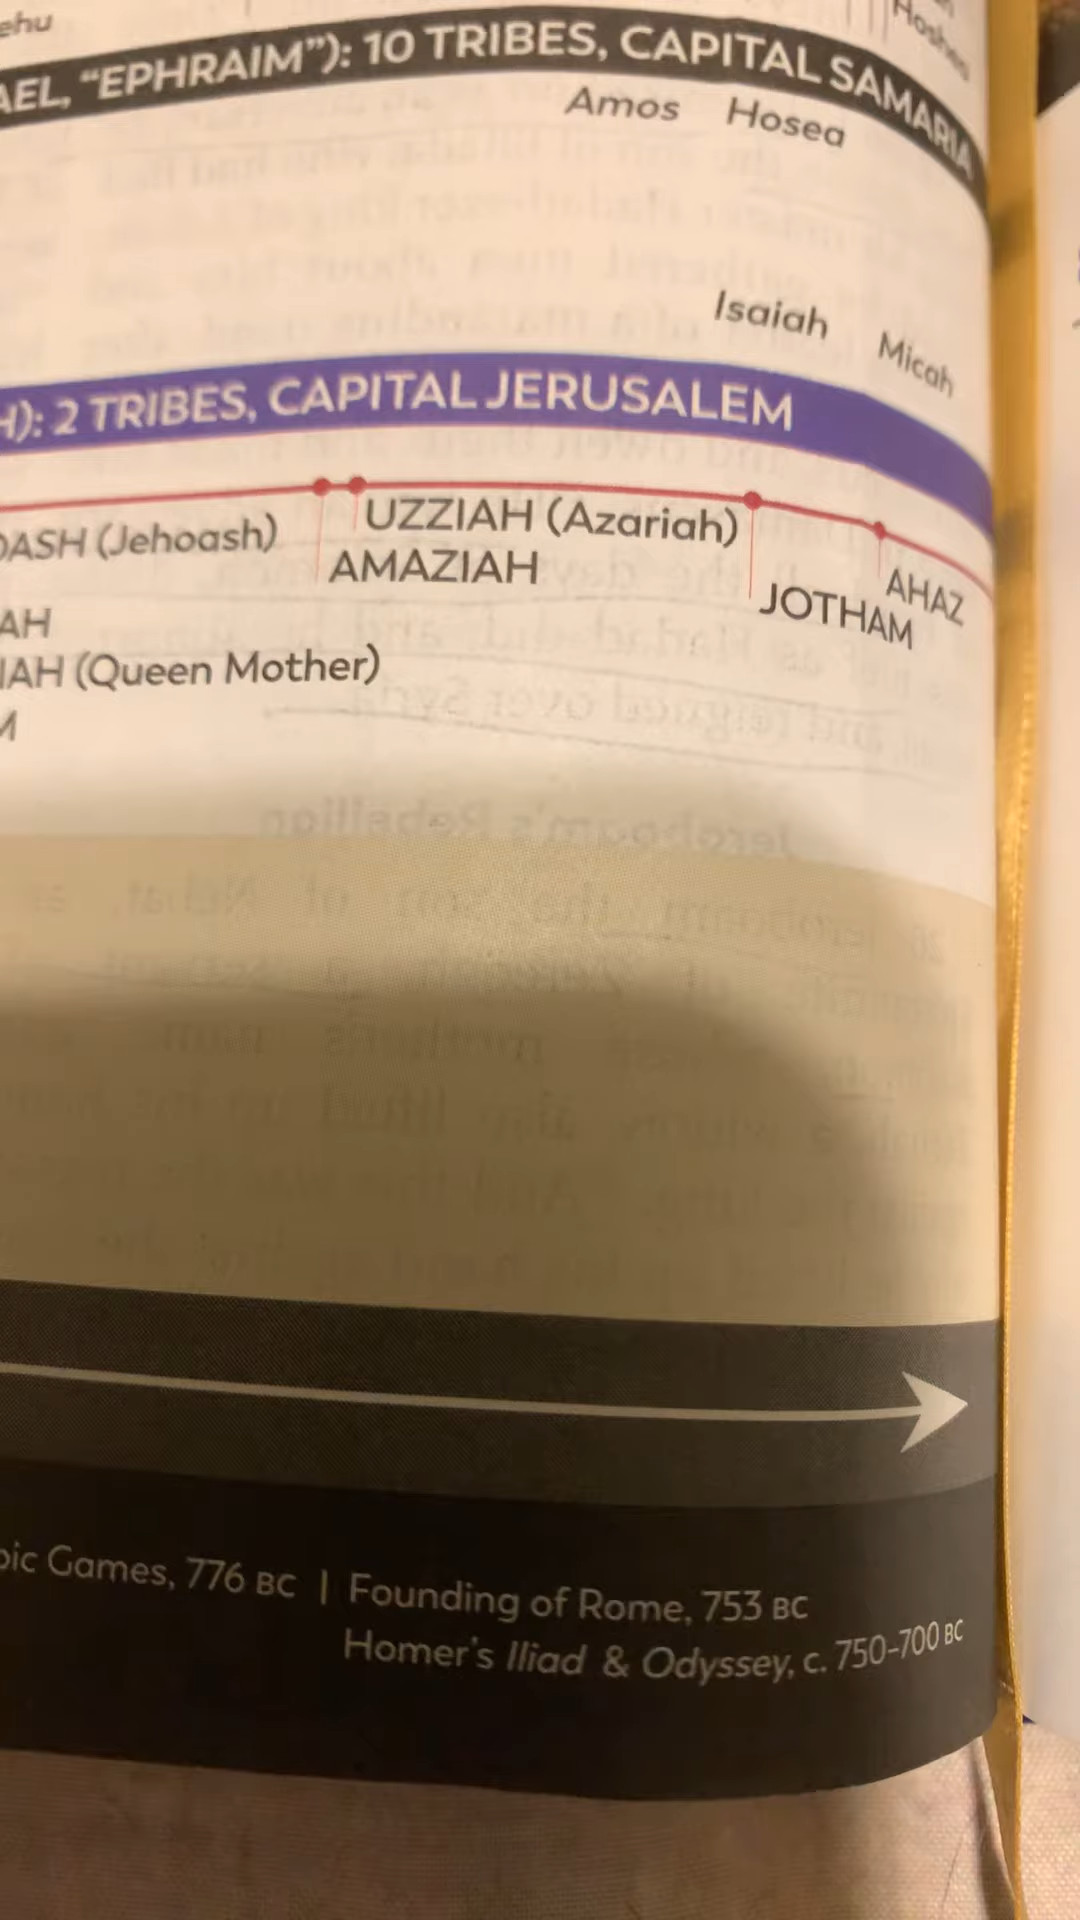 ehu
Hoshea
AEL, “EPHRAIM”): 10 TRIBES, CAPITAL SAMARIA
Amos Hosea
Isaiah Micah
H): 2 TRIBES, CAPITAL JERUSALEM
OASH (Jehoash) UZZIAH (Azariah)
AMAZIAH AHAZ
JOTHAM
AH
IAH (Queen Mother)
M
pic Games, 776 BC | Founding of Rome, 753 BC
Homer's Iliad & Odyssey, c. 750–700 BC